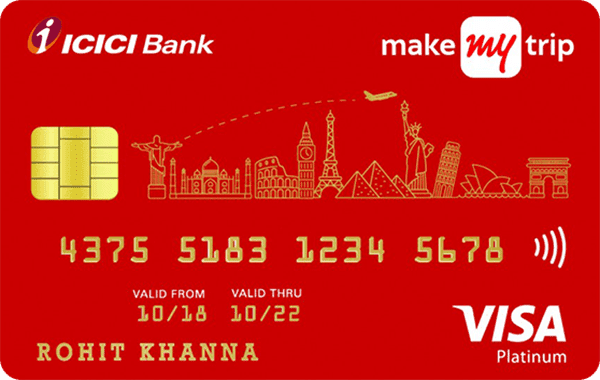 ICICI Bank
make my trip
4375 5183 1234 5678
VALID FROM VALID THRU
10/18 10/22
ROHIT KHANNA
VISA
Platinum